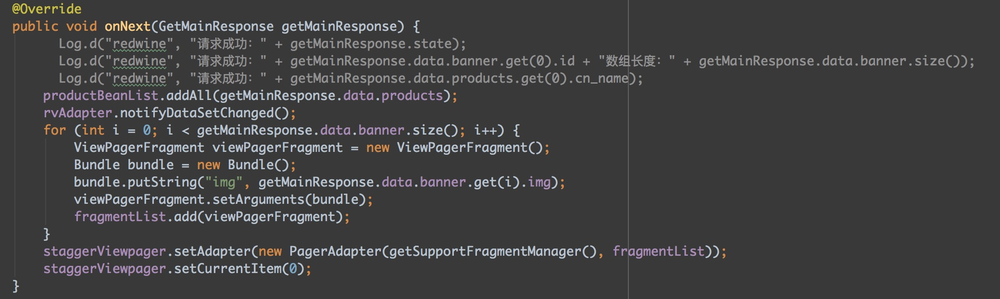 @Override
public void onNext(GetMainResponse getMainResponse) {
Log.d("redwine", "请求成功：" + getMainResponse.state);
Log.d("redwine", "请求成功：" + getMainResponse.data.banner.get(0).id + "数组长度：" + getMainResponse.data.banner.size());
Log.d("redwine", "请求成功：" + getMainResponse.data.products.get(0).cn_name);
productBeanList.addAll(getMainResponse.data.products);
rvAdapter.notifyDataSetChanged();
for (int i = 0; i < getMainResponse.data.banner.size(); i++) {
ViewPagerFragment viewPagerFragment = new ViewPagerFragment();
Bundle bundle = new Bundle();
bundle.putString("img", getMainResponse.data.banner.get(i).img);
viewPagerFragment.setArguments(bundle);
fragmentList.add(viewPagerFragment);
}
staggerViewpager.setAdapter(new PagerAdapter(getSupportFragmentManager(), fragmentList));
staggerViewpager.setCurrentItem(0);
}